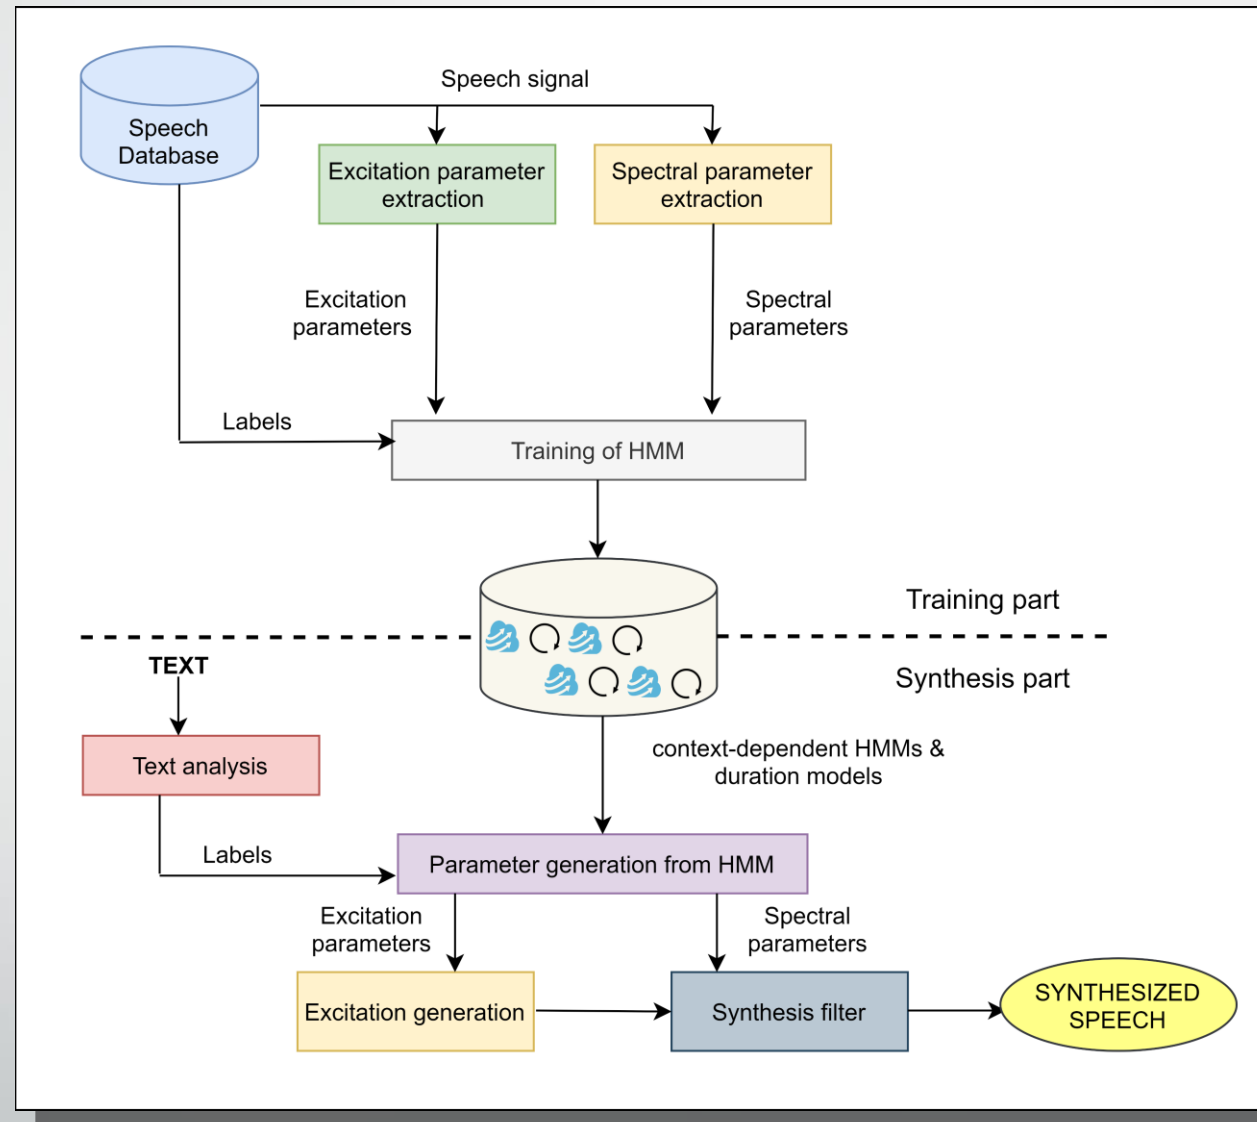 Speech signal
Speech
Database
Excitation parameter
extraction
Spectral parameter
extraction
Excitation
parameters
Spectral
parameters
Labels
Training of HMM
Training part
TEXT
Synthesis part
Text analysis
context-dependent HMMs &
duration models
Labels
Parameter generation from HMM
Excitation
parameters
Spectral
parameters
Excitation generation
Synthesis filter
SYNTHESIZED
SPEECH